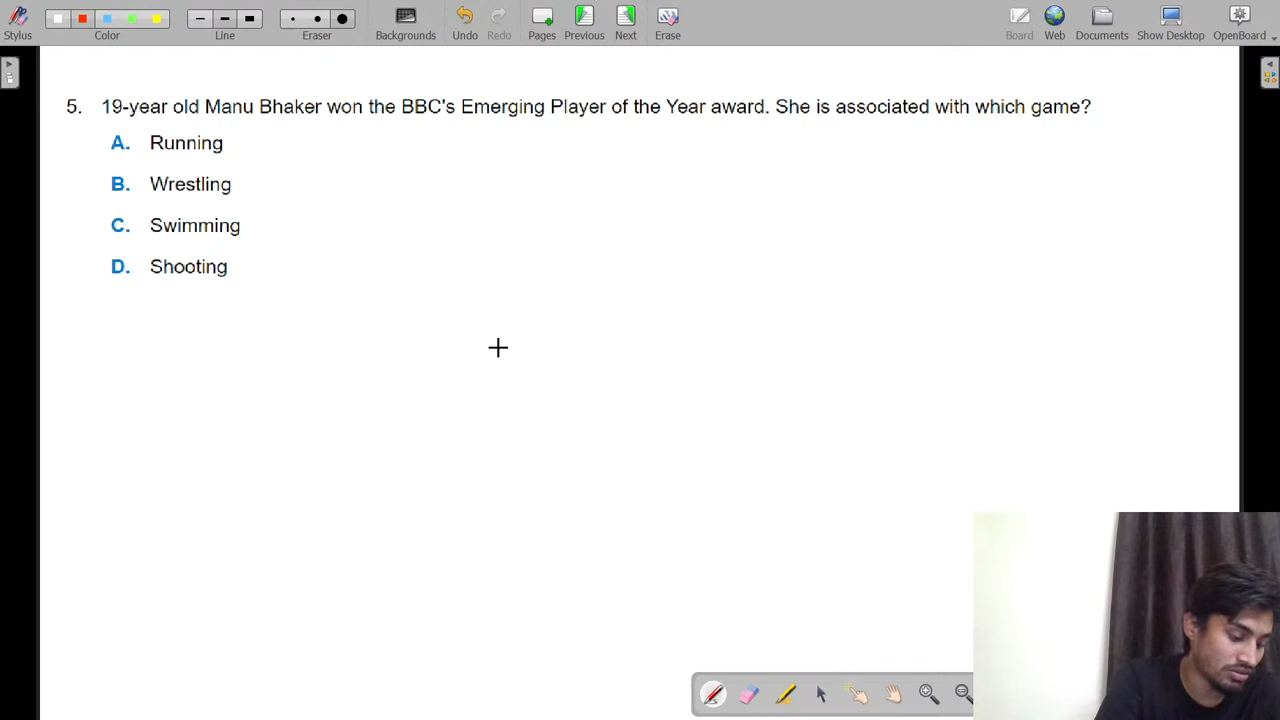 Stylus
Color
Line
Eraser
Backgrounds
Undo
Redo
Pages
Previous
Next
Erase
Board
Web
Documents
Show Desktop
OpenBoard
5. 19-year old Manu Bhaker won the BBC's Emerging Player of the Year award. She is associated with which game?
A. Running
B. Wrestling
C. Swimming
D. Shooting